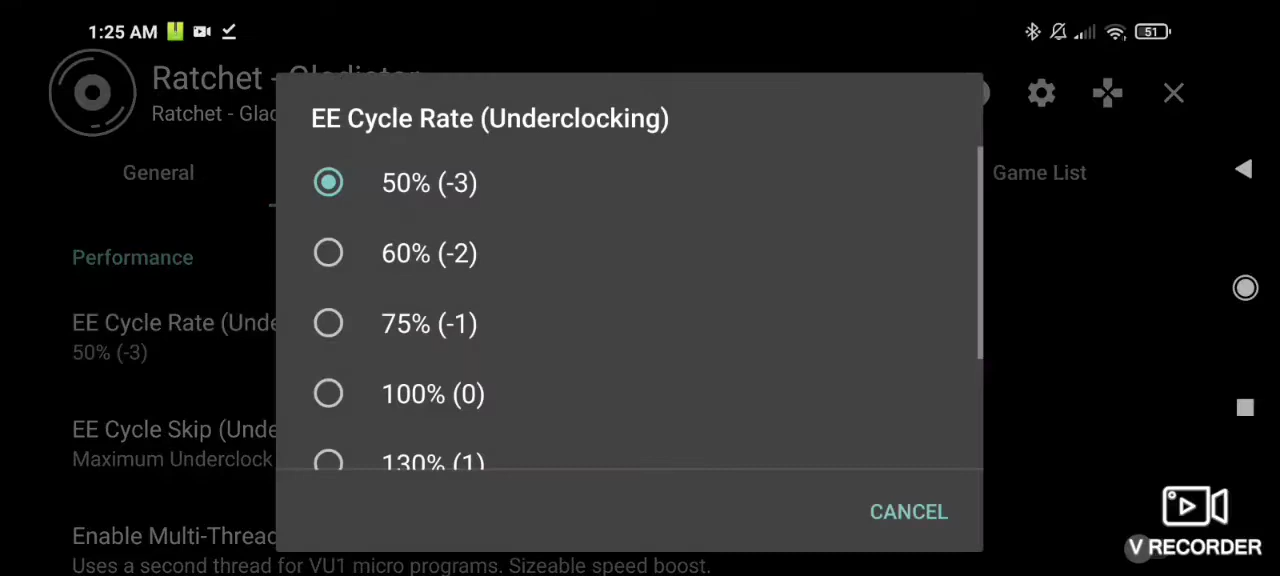 1:25 AM
51
Ratchet - Gladiator
Ratchet - Glad
General
Game List
EE Cycle Rate (Underclocking)
50% (-3)
60% (-2)
75% (-1)
100% (0)
130% (1)
CANCEL
Performance
EE Cycle Rate (Unde
50% (-3)
EE Cycle Skip (Unde
Maximum Underclock
Enable Multi-Thread
Uses a second thread for VU1 micro programs. Sizeable speed boost.
V RECORDER